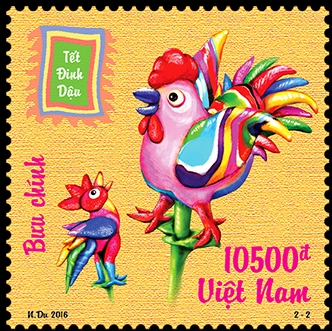 Tết
Đinh
Dậu
Bưu chính
10500đ
Việt Nam
N.Du 2016
2 - 2